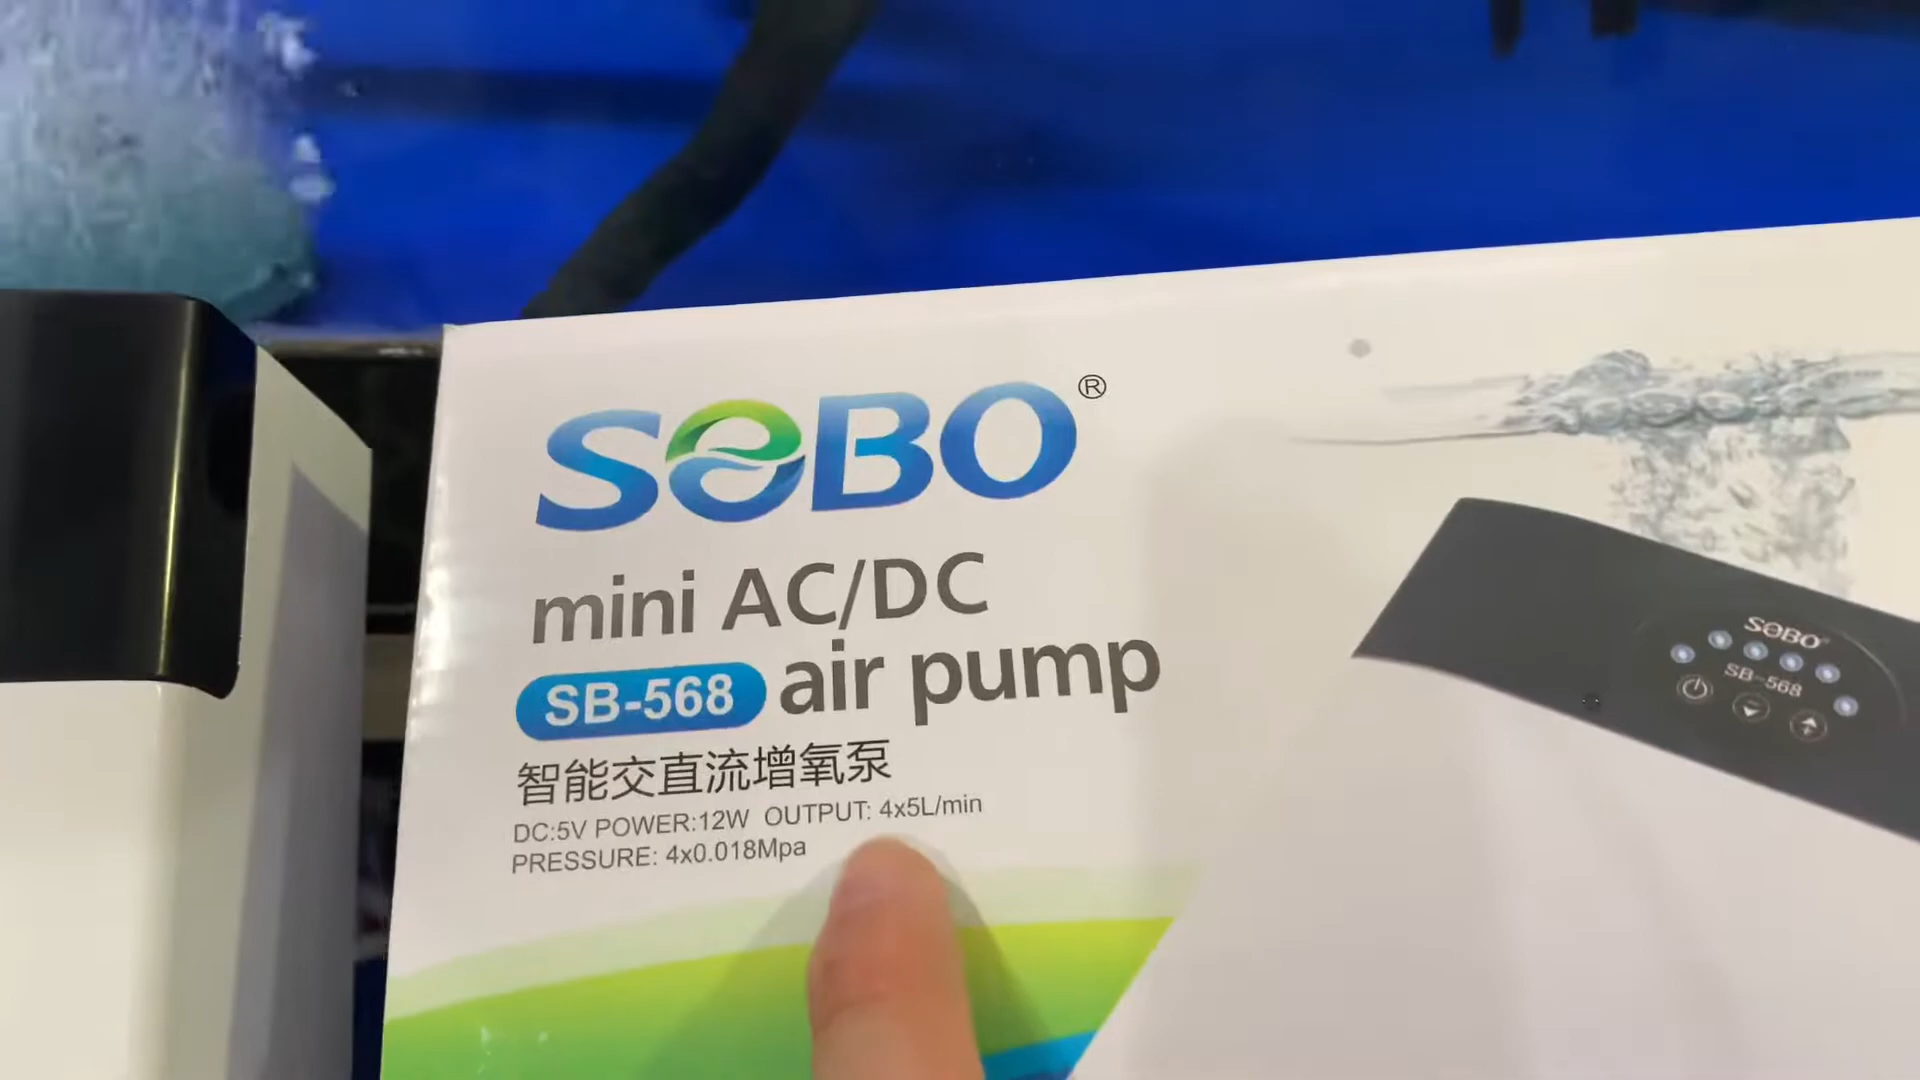 SOBO®
mini AC/DC
SB-568 air pump
智能交直流增氧泵
DC:5V POWER:12W OUTPUT: 4x5L/min
PRESSURE: 4x0.018Mpa
SOBO
SB-568